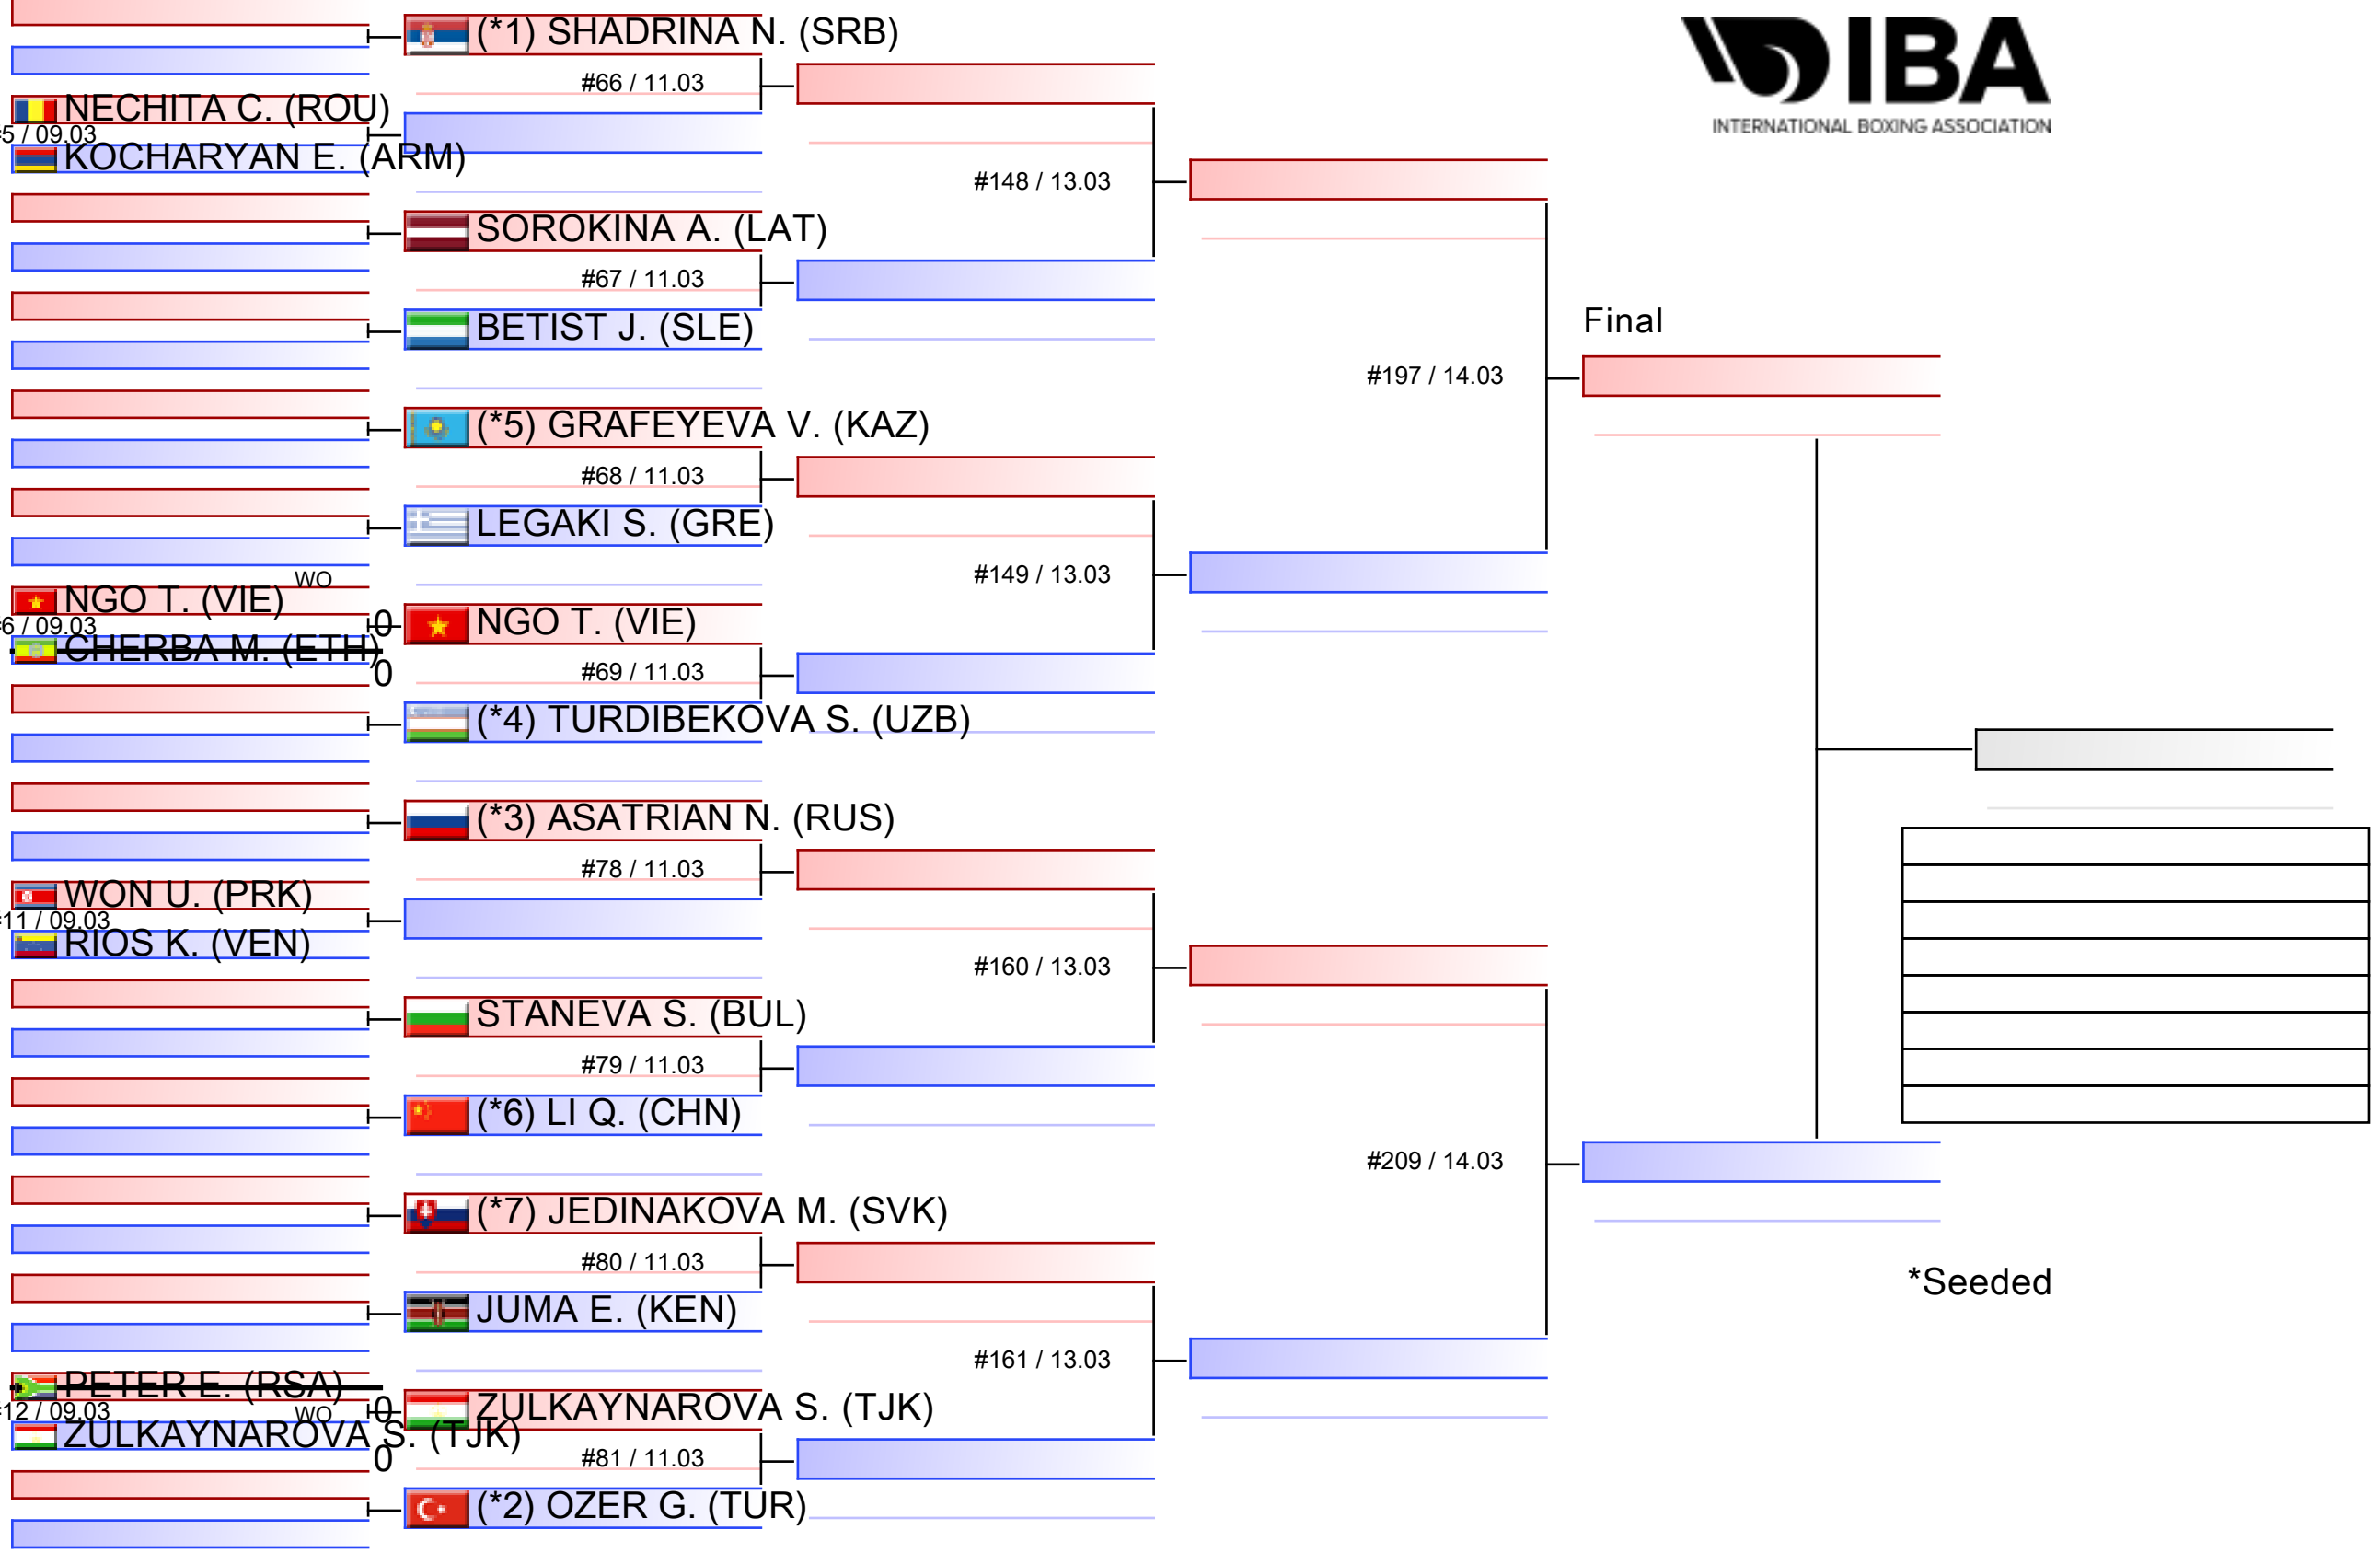 IBA
INTERNATIONAL BOXING ASSOCIATION
(*1) SHADRINA N. (SRB)
#66 / 11.03
NECHITA C. (ROU)
5 / 09.03
KOCHARYAN E. (ARM)
#148 / 13.03
SOROKINA A. (LAT)
#67 / 11.03
BETIST J. (SLE)
Final
#197 / 14.03
(*5) GRAFEYEVA V. (KAZ)
#68 / 11.03
LEGAKI S. (GRE)
#149 / 13.03
WO
NGO T. (VIE)
0
6 / 09.03
CHERBA M. (ETH)
0
NGO T. (VIE)
#69 / 11.03
(*4) TURDIBEKOVA S. (UZB)
(*3) ASATRIAN N. (RUS)
#78 / 11.03
WON U. (PRK)
#11 / 09.03
RIOS K. (VEN)
#160 / 13.03
STANEVA S. (BUL)
#79 / 11.03
(*6) LI Q. (CHN)
#209 / 14.03
(*7) JEDINAKOVA M. (SVK)
#80 / 11.03
*Seeded
JUMA E. (KEN)
#161 / 13.03
PETER E. (RSA)
0
#12 / 09.03
WO
ZULKAYNAROVA S. (TJK)
0
ZULKAYNAROVA S. (TJK)
#81 / 11.03
(*2) OZER G. (TUR)